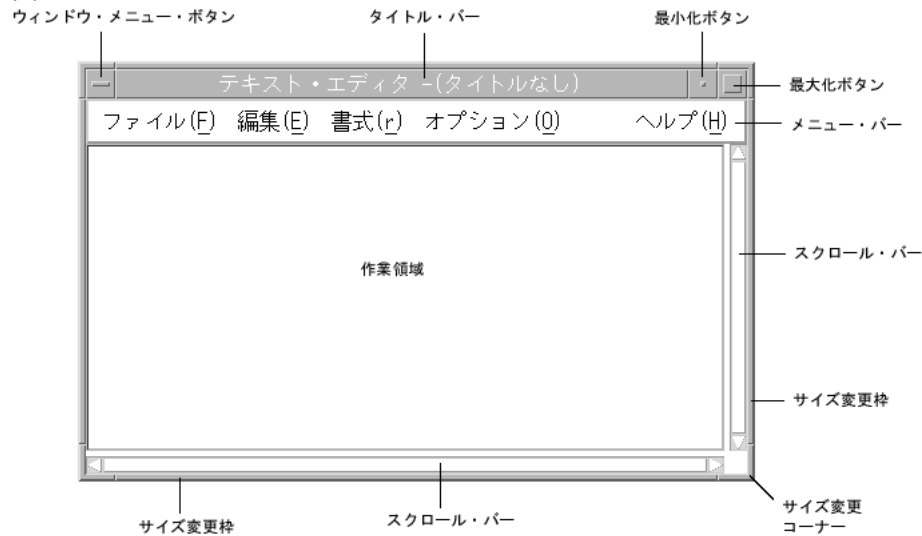 ウィンドウ・メニュー・ボタン
タイトル・バー
最小化ボタン
テキスト・エディタ -(タイトルなし)
最大化ボタン
ファイル(F) 編集(E) 書式(r) オプション(O) ヘルプ(H)
メニュー・バー
作業領域
スクロール・バー
サイズ変更枠
サイズ変更枠
スクロール・バー
サイズ変更
コーナー